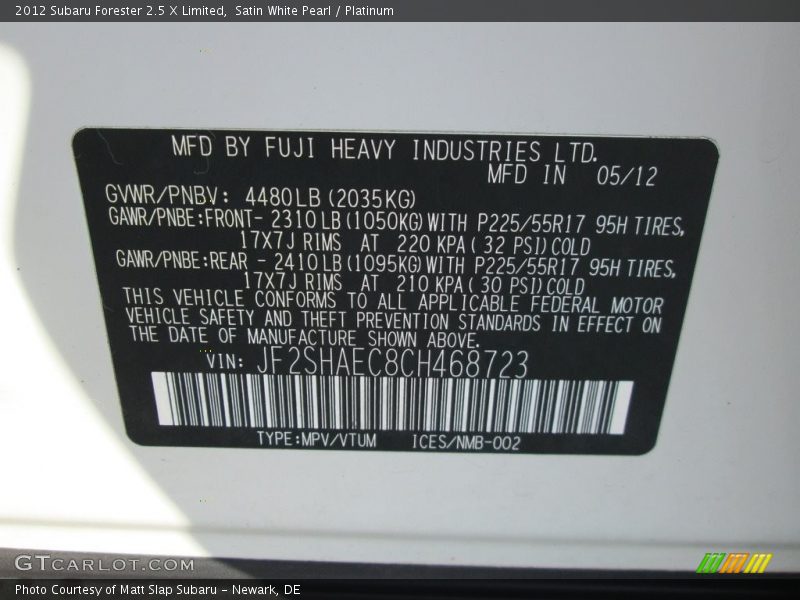 2012 Subaru Forester 2.5 X Limited,  Satin White Pearl / Platinum
MFD BY FUJI HEAVY INDUSTRIES LTD.
MFD IN 05/12
GVWR/PNBV: 4480LB (2035KG)
GAWR/PNBE:FRONT- 2310LB (1050KG) WITH P225/55R17 95H TIRES,
17X7J RIMS AT 220 KPA ( 32 PSI) COLD
GAWR/PNBE:REAR - 2410LB (1095KG) WITH P225/55R17 95H TIRES,
17X7J RIMS AT 210 KPA ( 30 PSI) COLD
THIS VEHICLE CONFORMS TO ALL APPLICABLE FEDERAL MOTOR
VEHICLE SAFETY AND THEFT PREVENTION STANDARDS IN EFFECT ON
THE DATE OF MANUFACTURE SHOWN ABOVE.
VIN: JF2SHAEC8CH468723
TYPE:MPV/VTUM ICES/NMB-002
GTCARLOT.COM
Photo Courtesy of Matt Slap Subaru - Newark, DE